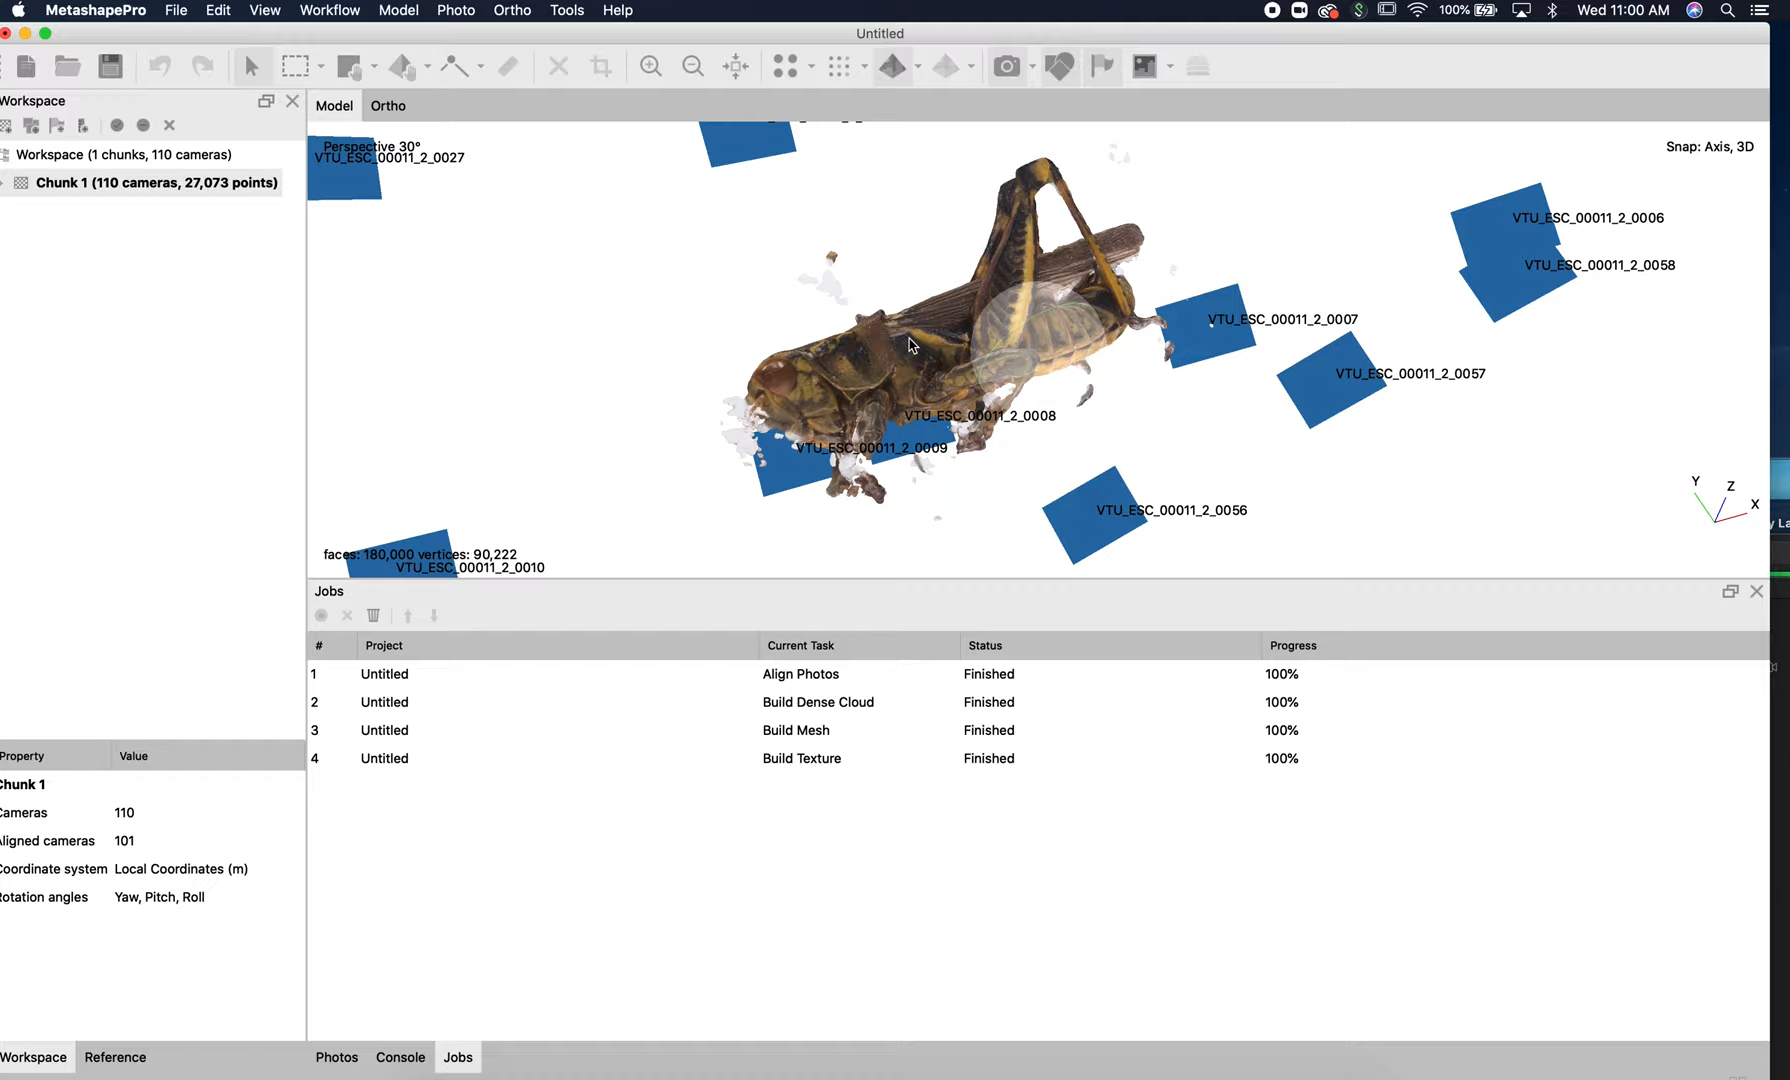 MetashapePro File Edit View Workflow Model Photo Ortho Tools Help
100% Wed 11:00 AM
Untitled
Workspace
Model Ortho
Workspace (1 chunks, 110 cameras)
Chunk 1 (110 cameras, 27,073 points)
Perspective 30°
Snap: Axis, 3D
VTU_ESC_00011_2_0027
VTU_ESC_00011_2_0006
VTU_ESC_00011_2_0058
VTU_ESC_00011_2_0007
VTU_ESC_00011_2_0057
VTU_ESC_00011_2_0008
VTU_ESC_00011_2_0009
VTU_ESC_00011_2_0056
Y Z X
faces: 180,000 vertices: 90,222
VTU_ESC_00011_2_0010
Jobs
# Project Current Task Status Progress
1 Untitled Align Photos Finished 100%
2 Untitled Build Dense Cloud Finished 100%
3 Untitled Build Mesh Finished 100%
4 Untitled Build Texture Finished 100%
Property Value
Chunk 1
Cameras 110
Aligned cameras 101
Coordinate system Local Coordinates (m)
Rotation angles Yaw, Pitch, Roll
Workspace Reference Photos Console Jobs